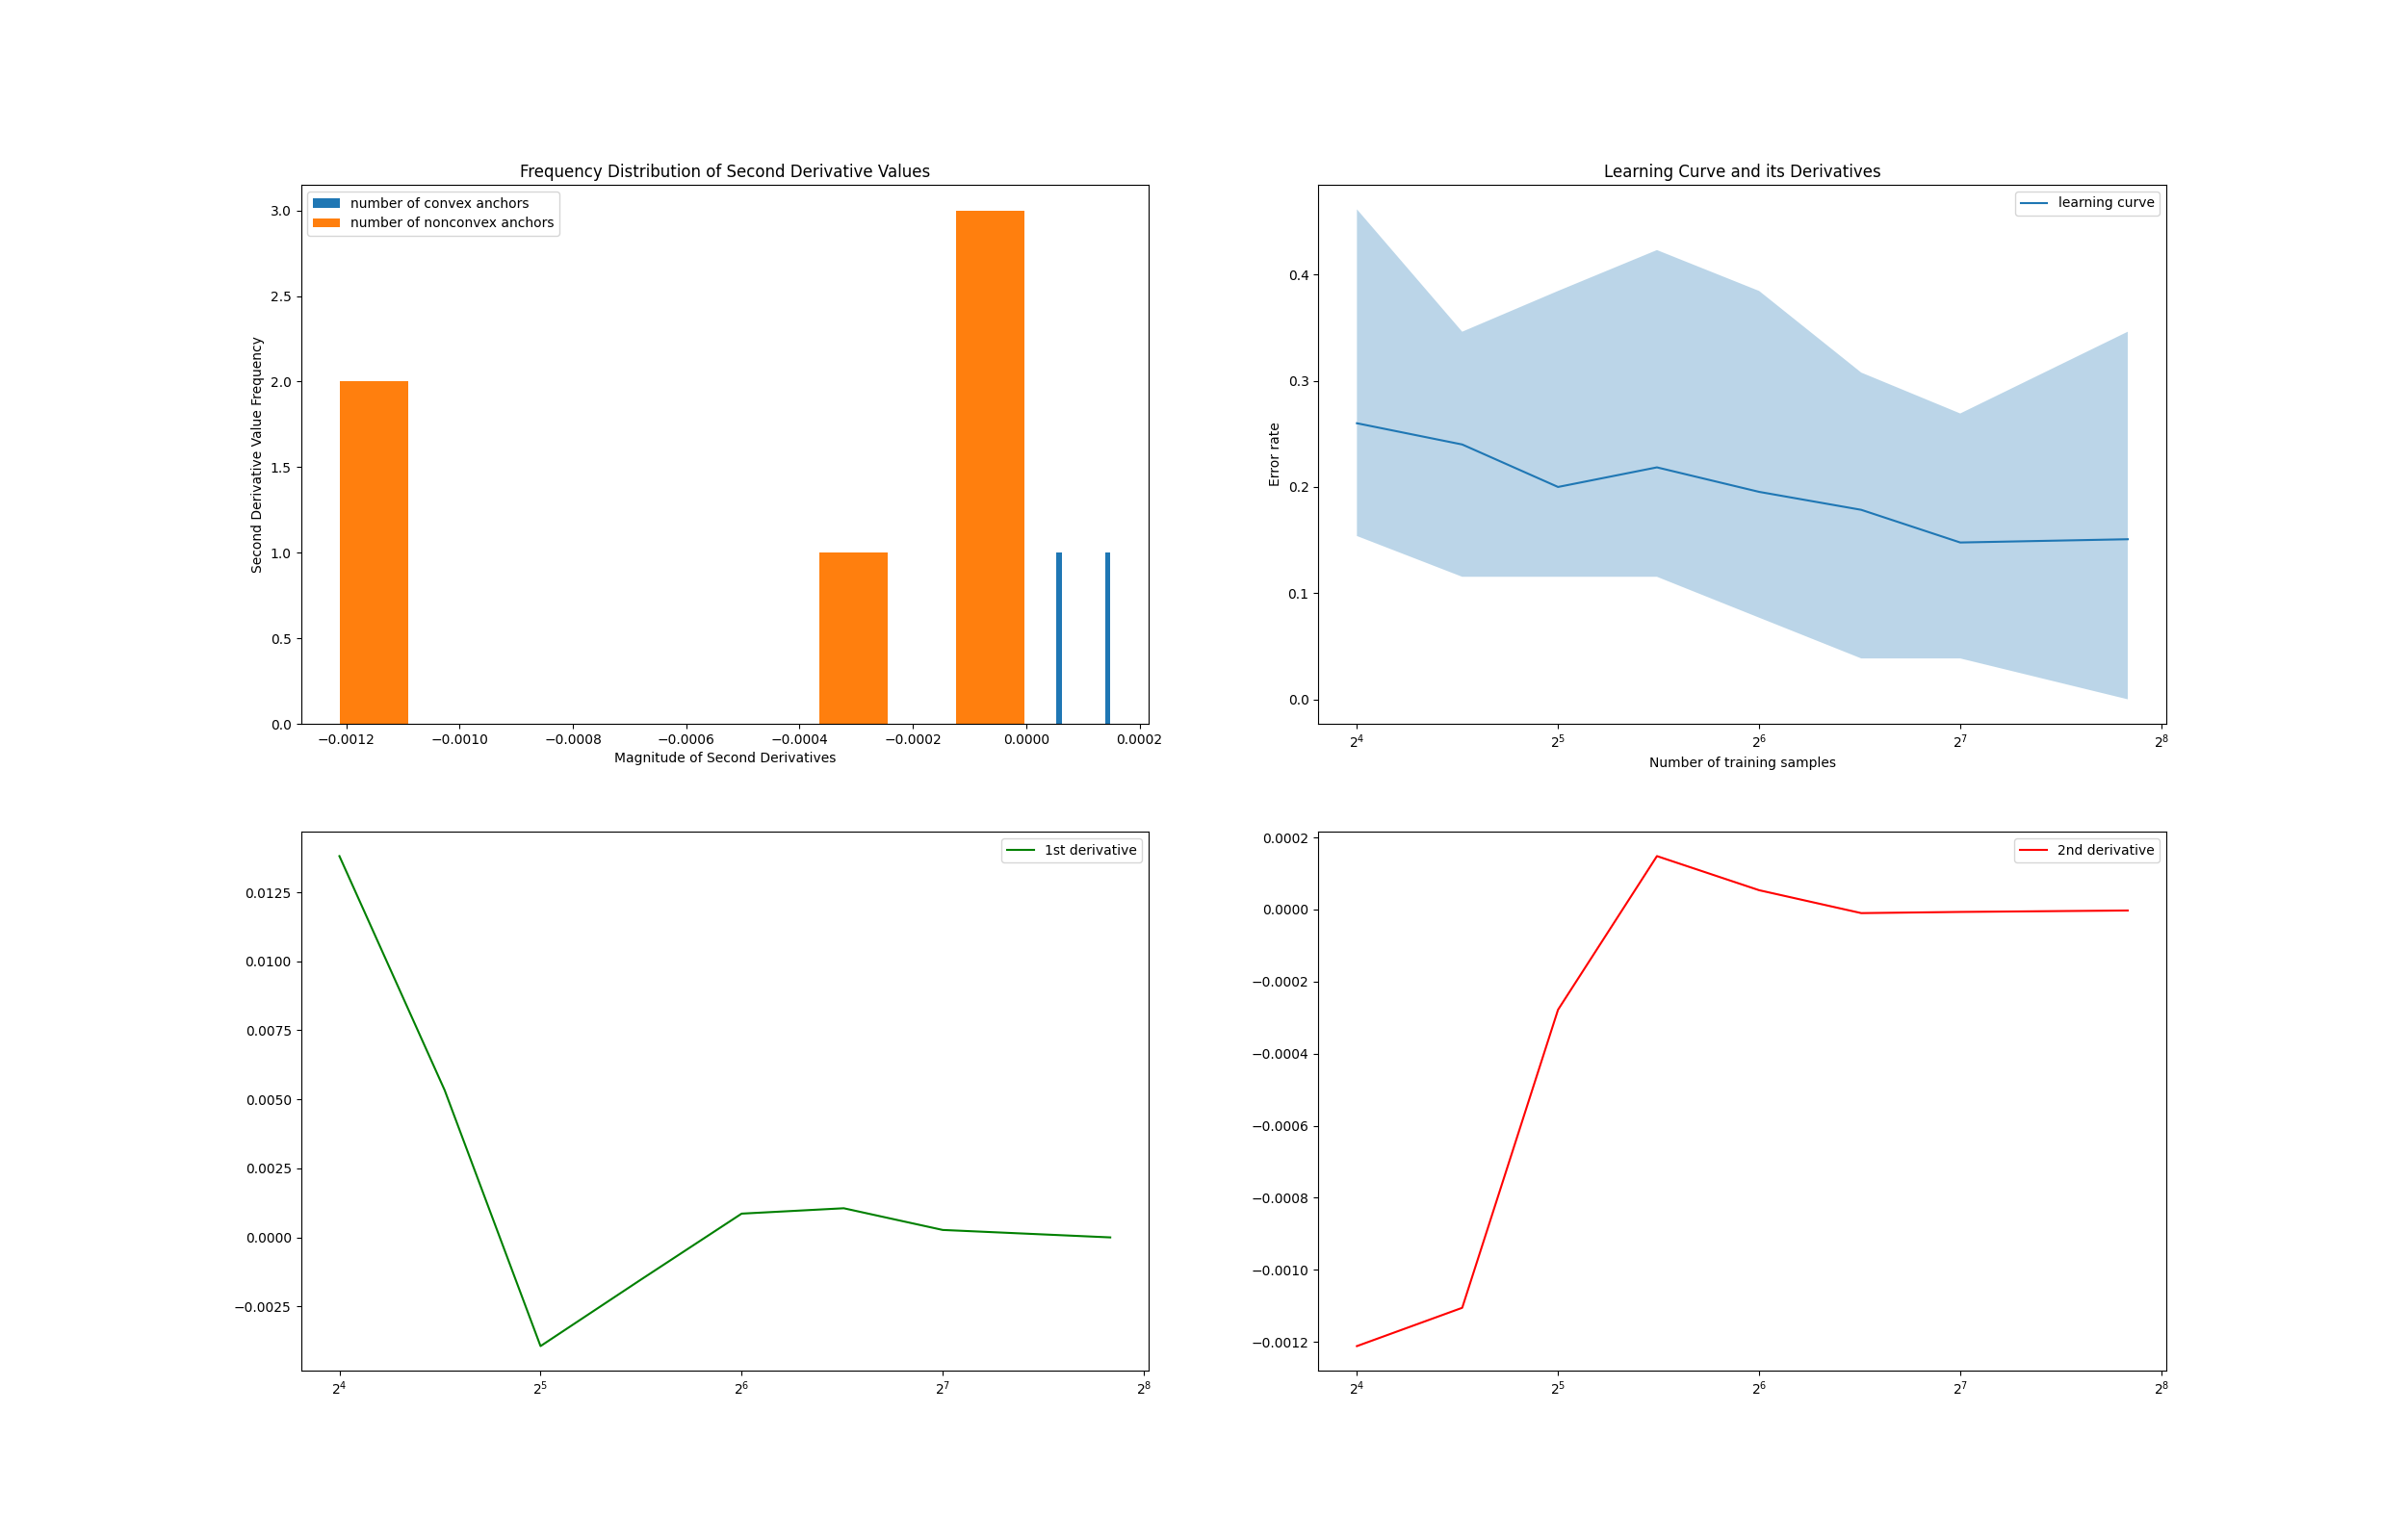 Frequency Distribution of Second Derivative Values
number of convex anchors
number of nonconvex anchors
3.0
2.5
2.0
1.5
1.0
0.5
0.0
Second Derivative Value Frequency
−0.0012 −0.0010 −0.0008 −0.0006 −0.0004 −0.0002 0.0000 0.0002
Magnitude of Second Derivatives
Learning Curve and its Derivatives
learning curve
0.4
0.3
0.2
0.1
0.0
Error rate
2⁴ 2⁵ 2⁶ 2⁷ 2⁸
Number of training samples
1st derivative
0.0125
0.0100
0.0075
0.0050
0.0025
0.0000
−0.0025
2⁴ 2⁵ 2⁶ 2⁷ 2⁸
2nd derivative
0.0002
0.0000
−0.0002
−0.0004
−0.0006
−0.0008
−0.0010
−0.0012
2⁴ 2⁵ 2⁶ 2⁷ 2⁸